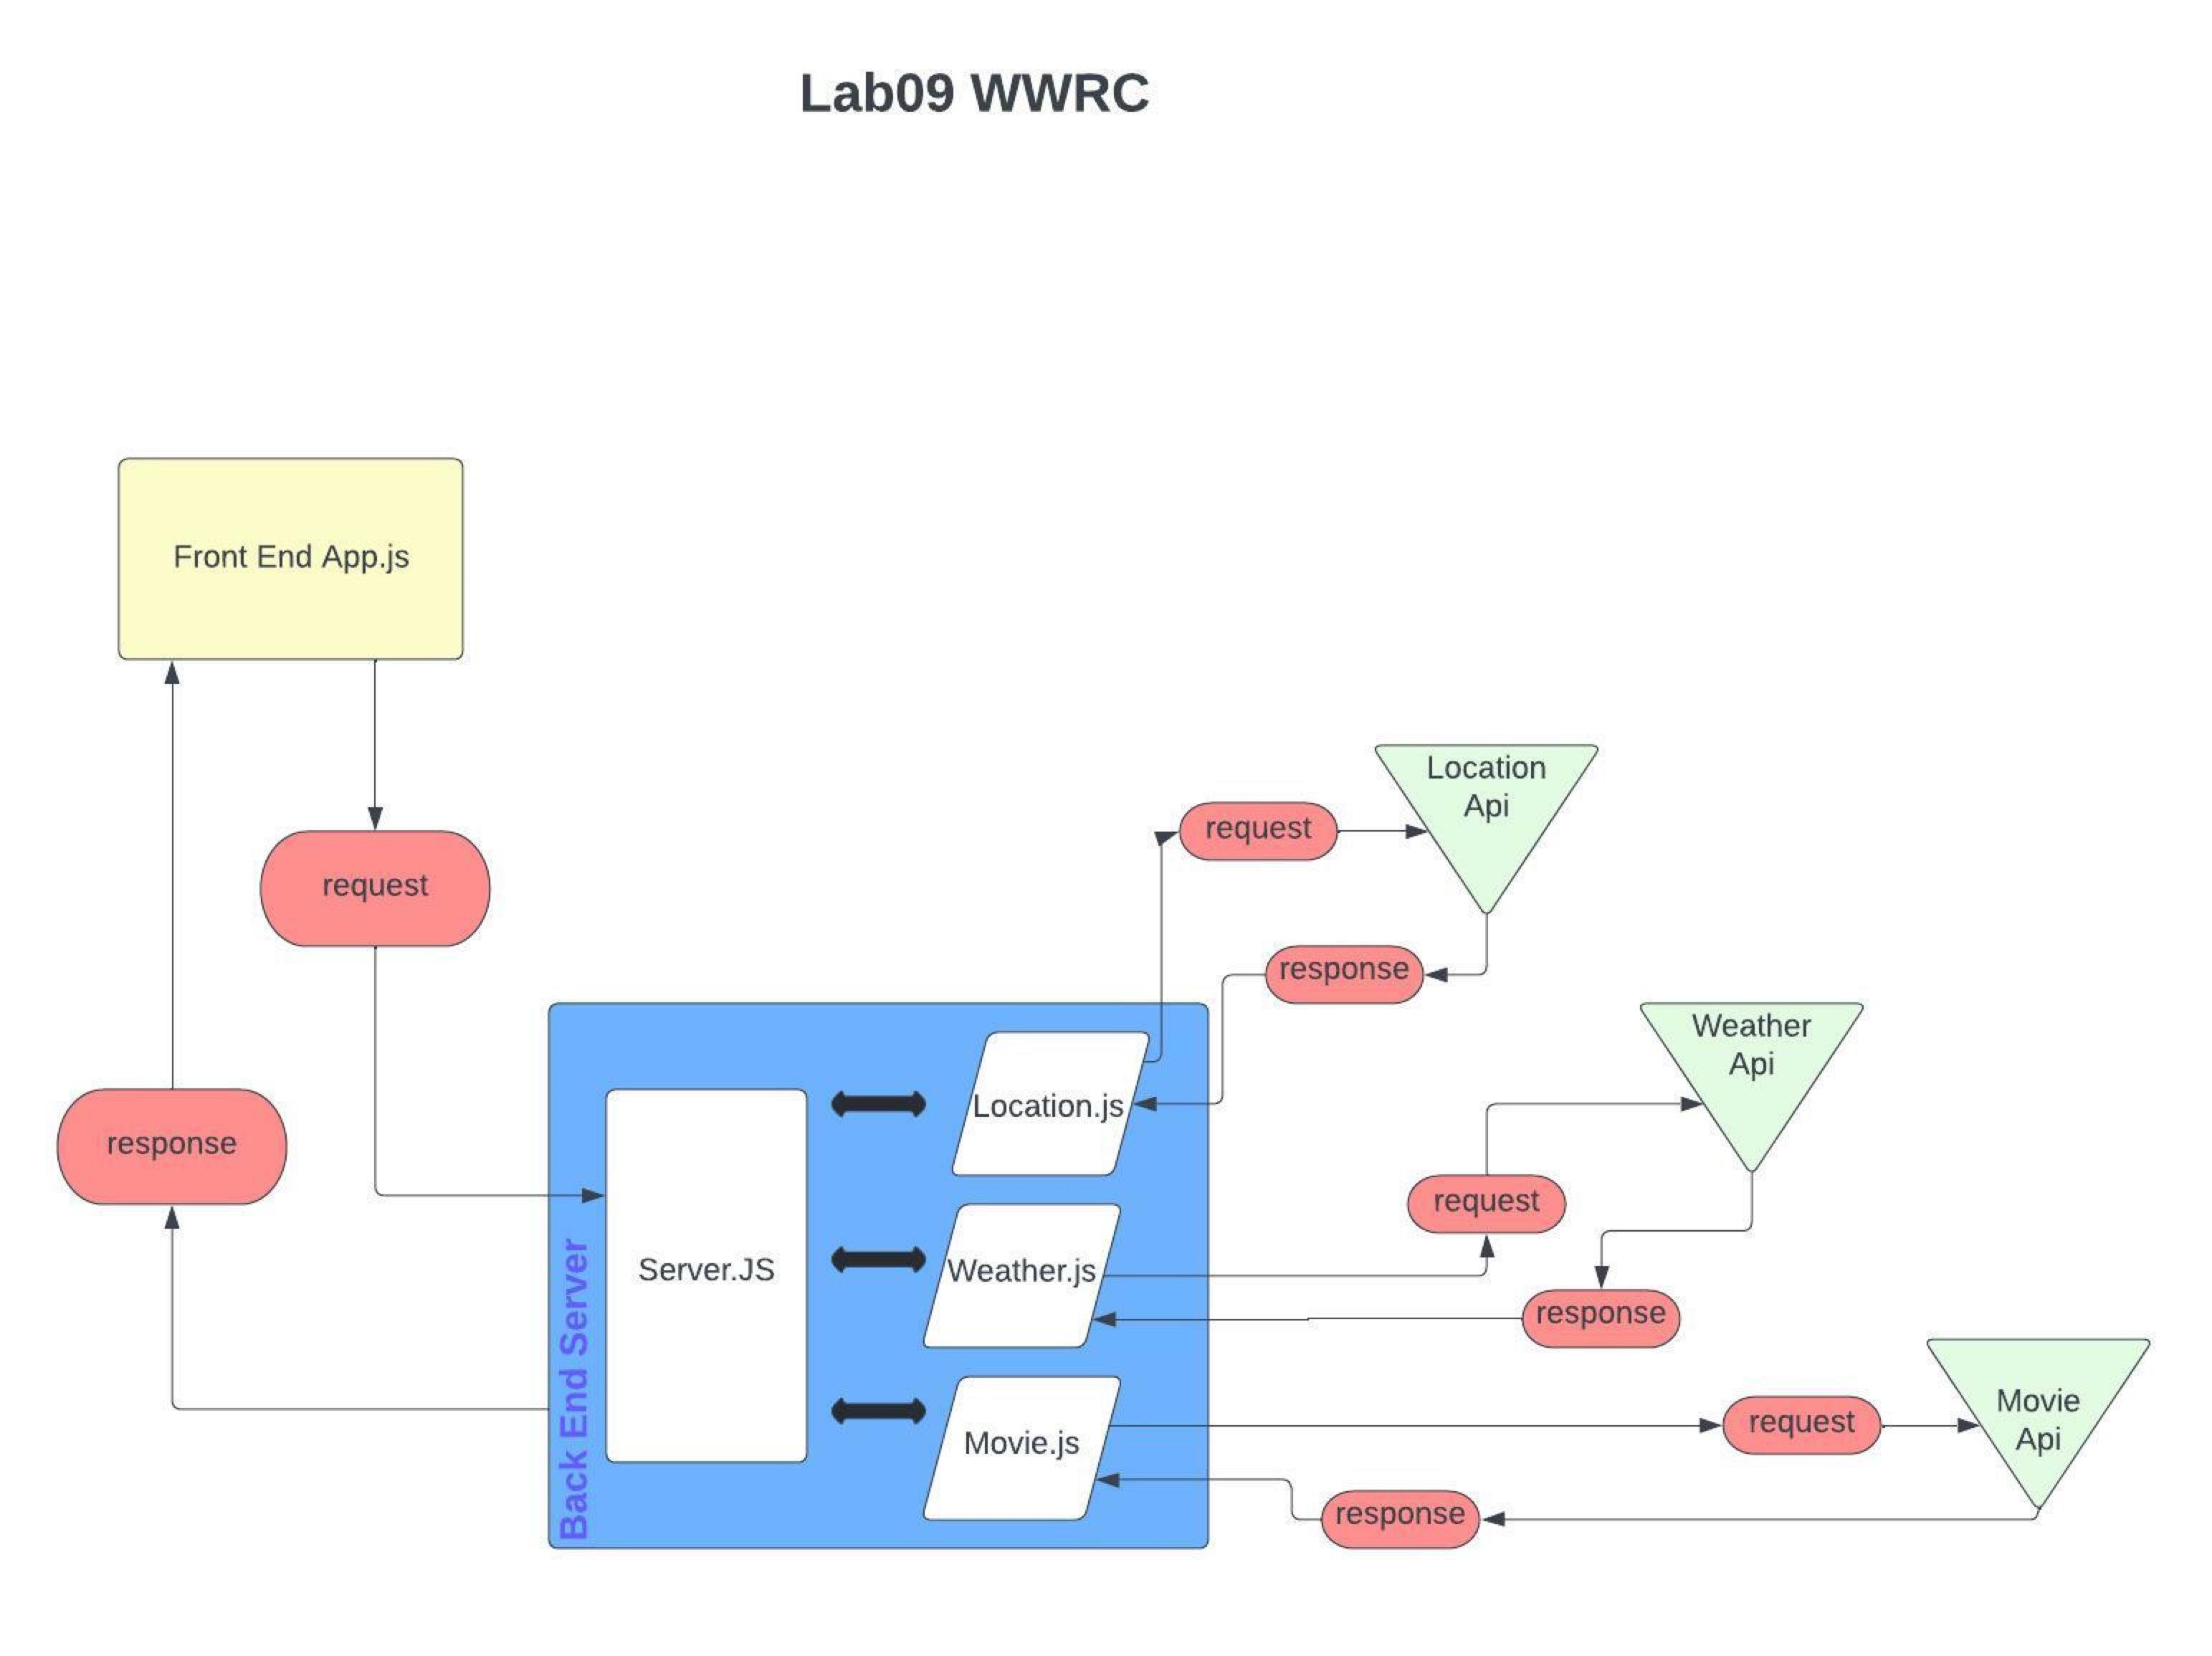 Lab09 WWRC
Front End App.js
request
response
Back End Server
Server.JS
Location.js
Weather.js
Movie.js
request
Location
Api
response
Weather
Api
request
response
Movie
Api
request
response